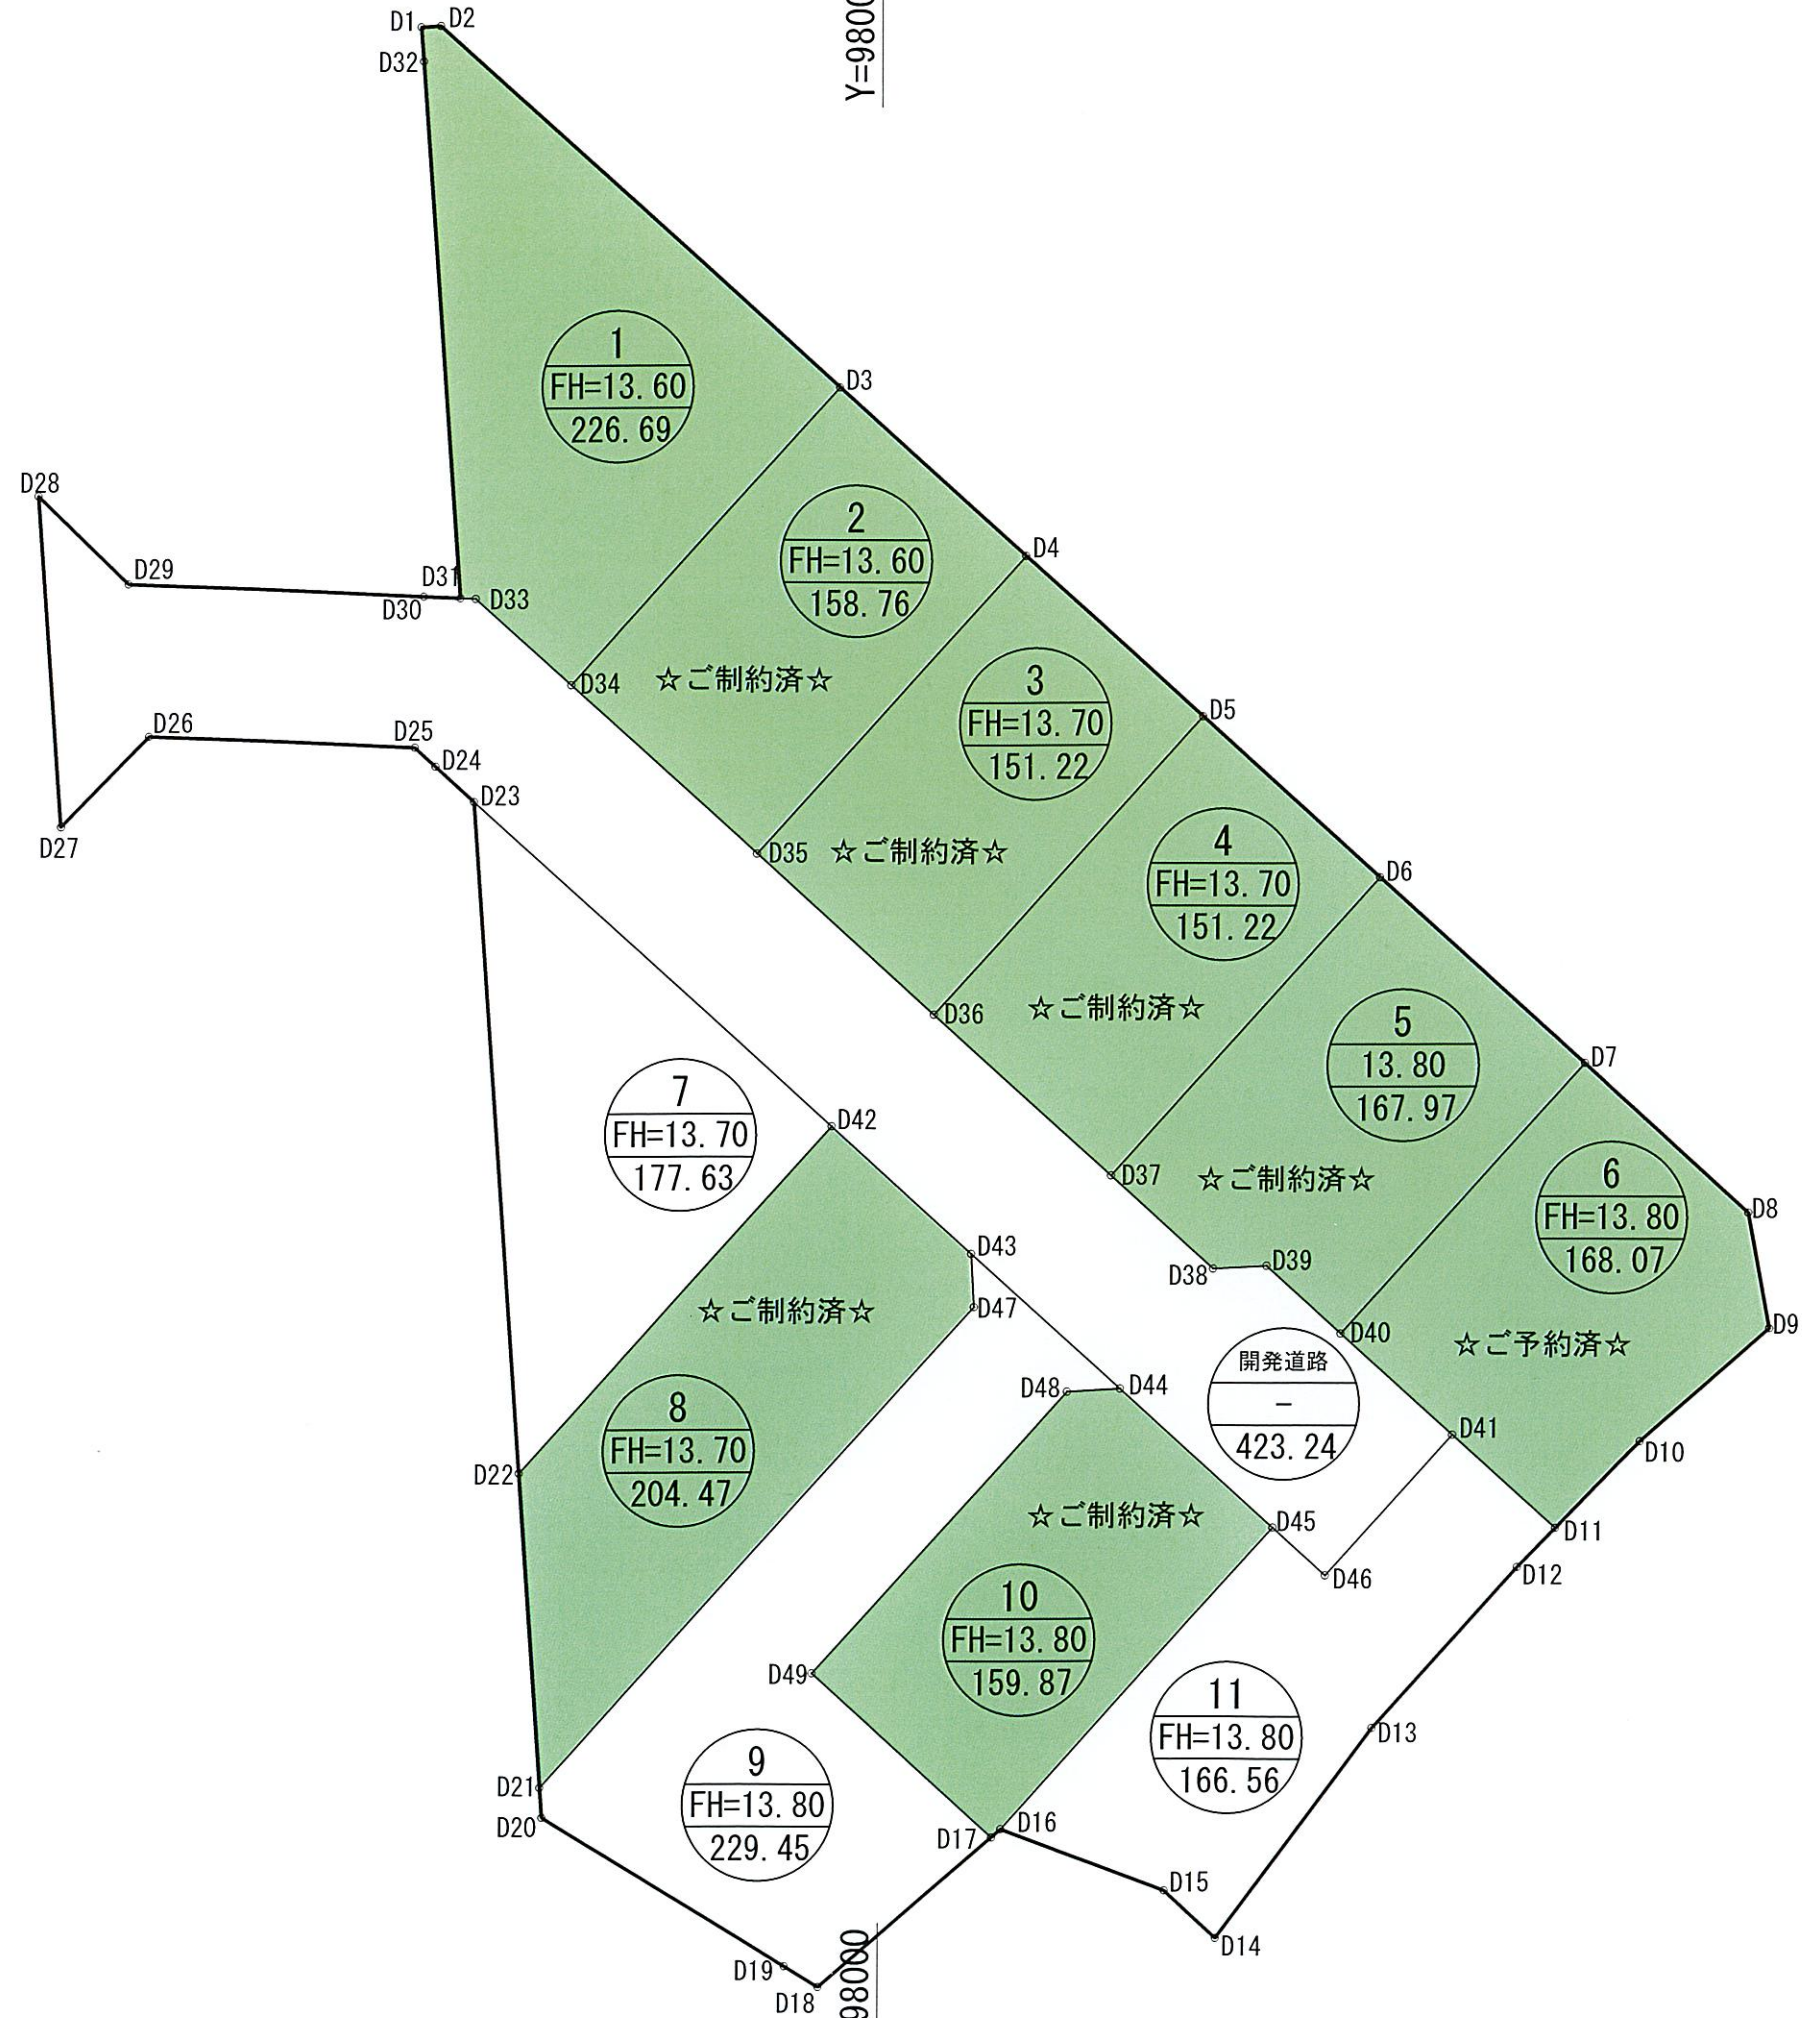 D1
D2
D32
Y=9800
1
FH=13.60
226.69
D3
D28
D29
D31
D30
D33
2
FH=13.60
158.76
D4
D34
☆ご制約済☆
3
FH=13.70
151.22
D5
D26
D25
D24
D23
D27
D35
☆ご制約済☆
4
FH=13.70
151.22
D6
D36
☆ご制約済☆
5
13.80
167.97
D7
7
FH=13.70
177.63
D42
D37
☆ご制約済☆
6
FH=13.80
168.07
D8
D43
D38
D39
D47
☆ご制約済☆
D40
☆ご予約済☆
D9
開発道路
-
423.24
D48
D44
8
FH=13.70
204.47
D22
D41
D10
☆ご制約済☆
D45
D11
D46
D12
10
FH=13.80
159.87
D49
11
FH=13.80
166.56
D13
D21
D20
9
FH=13.80
229.45
D17
D16
D15
D14
D19
D18
98000